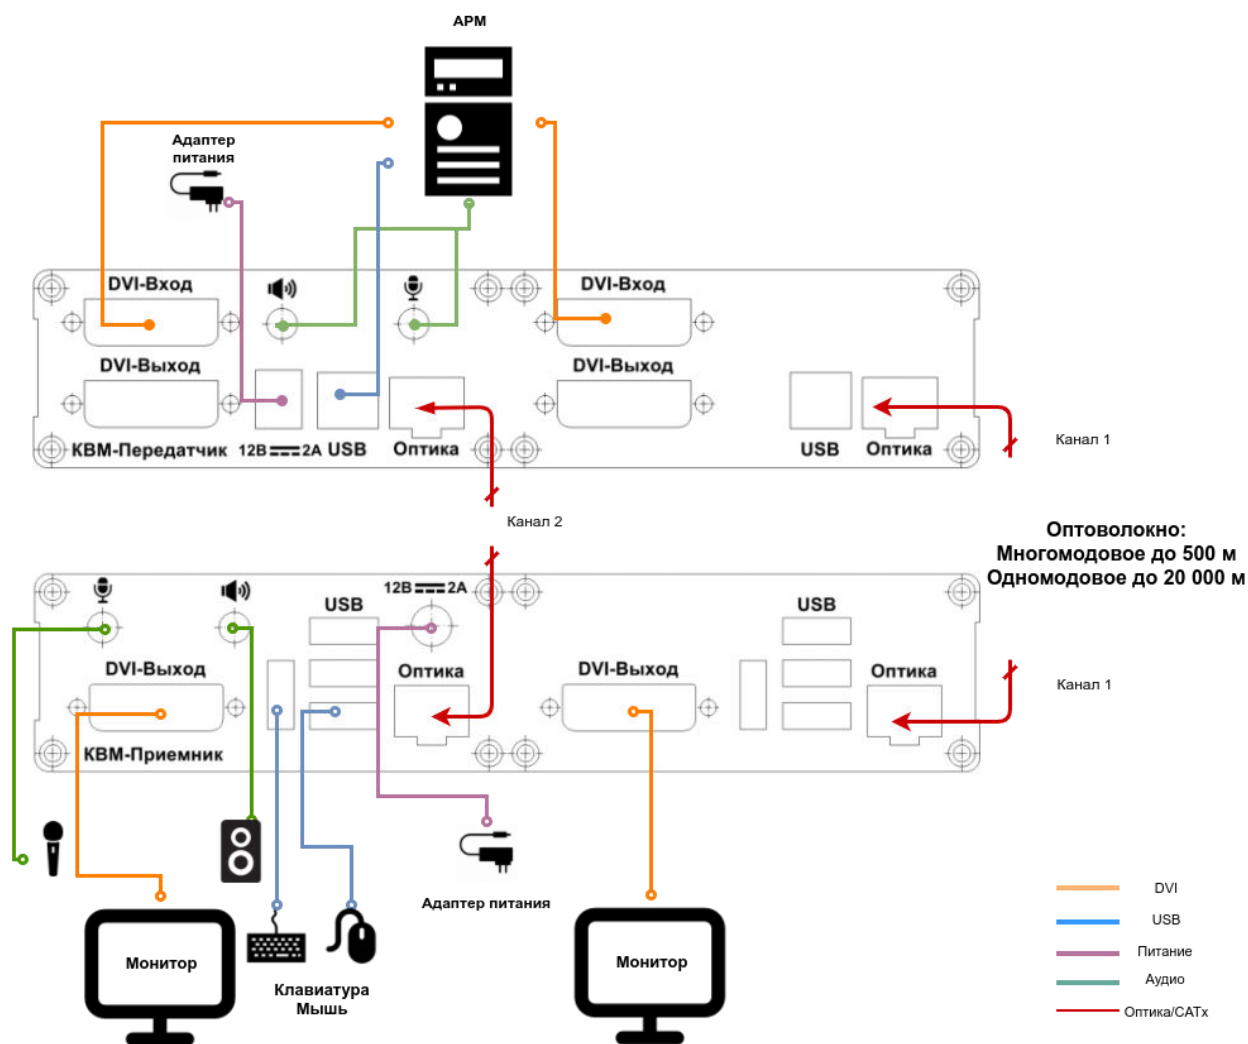 АРМ
Адаптер
питания
DVI-Вход
DVI-Вход
DVI-Выход
DVI-Выход
КВМ-Передатчик
12В 2А
USB
Оптика
USB
Оптика
Канал 1
Канал 2
Оптоволокно:
Многомодовое до 500 м
Одномодовое до 20 000 м
12В 2А
USB
USB
DVI-Выход
Оптика
DVI-Выход
Оптика
Канал 1
КВМ-Приемник
Адаптер питания
Монитор
Клавиатура
Мышь
Монитор
DVI
USB
Питание
Аудио
Оптика/CATx